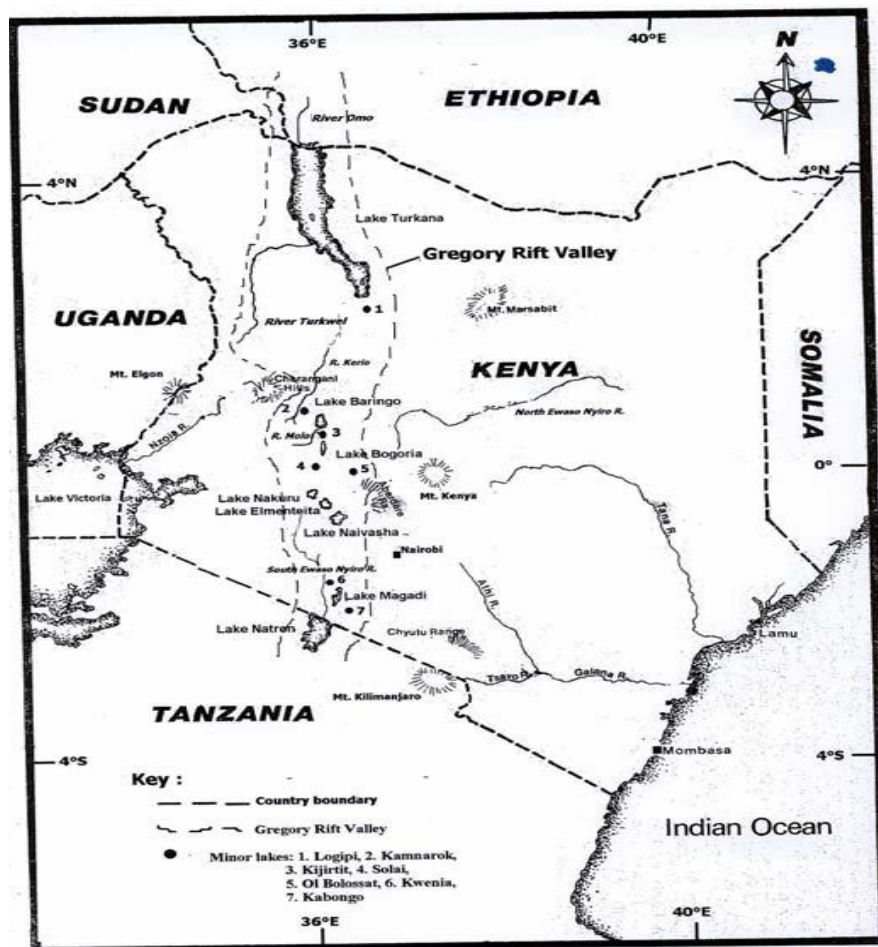 36°E
40°E
N
SUDAN
ETHIOPIA
River Omo
4°N
4°N
Lake Turkana
Gregory Rift Valley
1
Mt. Marsabit
UGANDA
River Turkwel
SOMALIA
R. Kerio
KENYA
Mt. Elgon
Cherangani
Hills
2
Lake Baringo
North Ewaso Nyiro R.
Nzoia R.
R. Molo
3
Lake Bogoria
4
5
0°
Lake Victoria
Mt. Kenya
Aberdare
Lake Nakuru
Lake Elmenteita
Tana R.
Lake Naivasha
Nairobi
South Ewaso Nyiro R.
6
Athi R.
Lake Magadi
7
Lake Natron
Chyulu Range
Lamu
Tsavo R.
Galana R.
Mt. Kilimanjaro
TANZANIA
Mombasa
4°S
4°S
Key :
Country boundary
Gregory Rift Valley
Indian Ocean
Minor lakes: 1. Logipi, 2. Kamnarok,
3. Kijirtit, 4. Solai,
5. Ol Bolossat, 6. Kwenia,
7. Kabongo
36°E
40°E